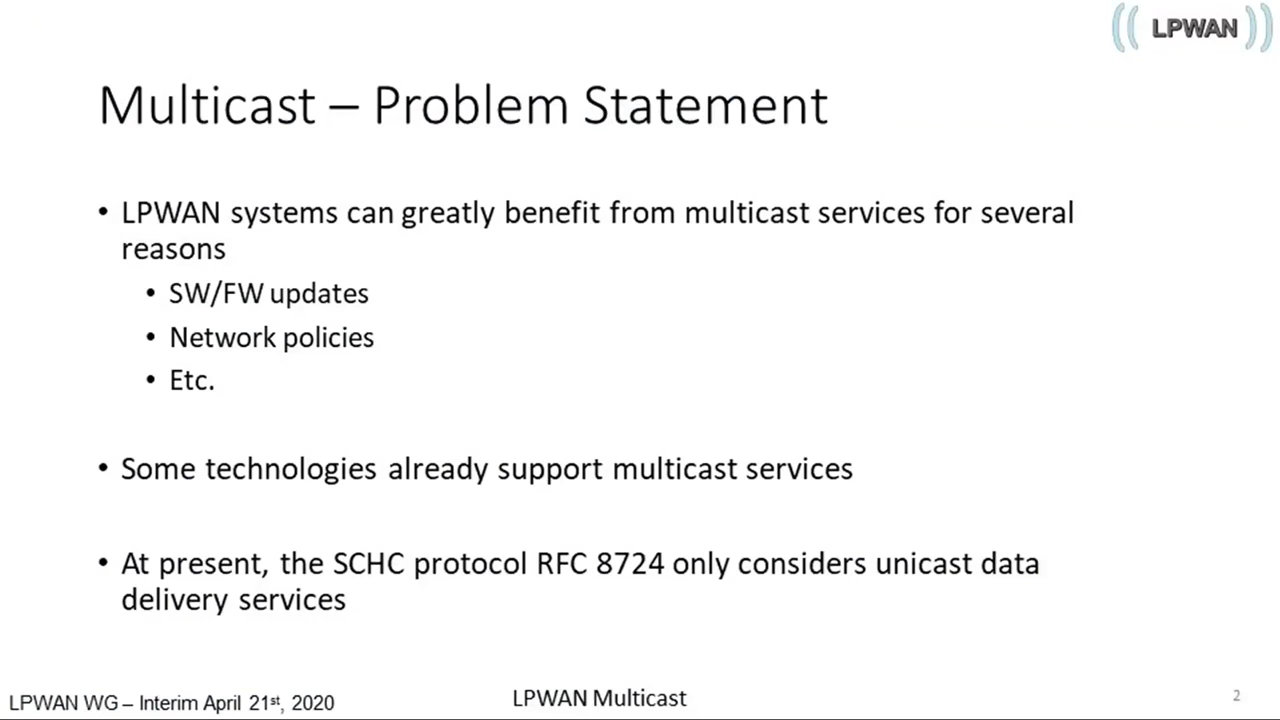 LPWAN
Multicast – Problem Statement
• LPWAN systems can greatly benefit from multicast services for several
reasons
• SW/FW updates
• Network policies
• Etc.
• Some technologies already support multicast services
• At present, the SCHC protocol RFC 8724 only considers unicast data
delivery services
LPWAN WG – Interim April 21st, 2020
LPWAN Multicast
2